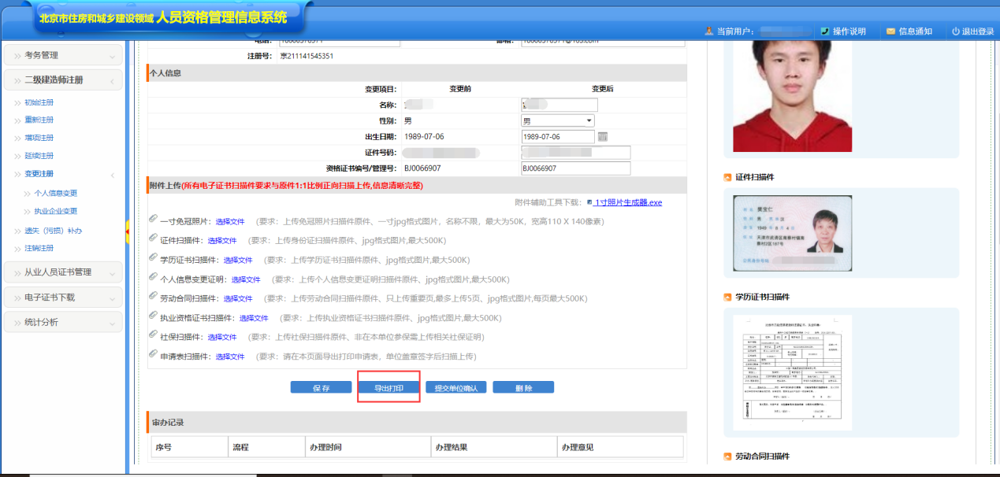 北京市住房和城乡建设领域 人员资格管理信息系统
当前用户： 操作说明 信息通知 退出登录
考务管理
二级建造师注册
初始注册
重新注册
增项注册
延续注册
变更注册
个人信息变更
执业企业变更
遗失（污损）补办
注销注册
从业人员证书管理
电子证书下载
统计分析
注册号： 京211141545351
个人信息
变更项目： 变更前 变更后
名称：
性别： 男 男
出生日期： 1989-07-06 1989-07-06
证件号码：
资格证书编号/管理号： BJ0066907 BJ0066907
附件上传(所有电子证书扫描件要求与原件1:1比例正向扫描上传,信息清晰完整)
附件辅助工具下载： 1寸照片生成器.exe
一寸免冠照片： 选择文件 （要求：上传免冠照片扫描件原件、一寸jpg格式图片，名称不限，最大为50K，宽高110 X 140像素）
证件扫描件： 选择文件 （要求：上传身份证扫描件原件、jpg格式图片,最大500K）
学历证书扫描件： 选择文件 （要求：上传学历证书扫描件原件、jpg格式图片,最大500K）
个人信息变更证明： 选择文件 （要求：上传个人信息变更证明扫描件原件、jpg格式图片,最大500K）
劳动合同扫描件： 选择文件 （要求：上传劳动合同扫描件原件、只上传重要页,最多上传5页、jpg格式图片,每页最大500K）
执业资格证书扫描件： 选择文件 （要求：上传执业资格证书扫描件原件、jpg格式图片,最大500K）
社保扫描件： 选择文件 （要求：上传社保扫描件原件、非在本单位参保需上传相关社保证明）
申请表扫描件： 选择文件 （要求：请在本页面导出打印申请表，单位盖章签字后扫描上传）
保 存 导出打印 提交单位确认 删 除
审办记录
序号 流程 办理时间 办理结果 办理意见
证件扫描件
学历证书扫描件
劳动合同扫描件